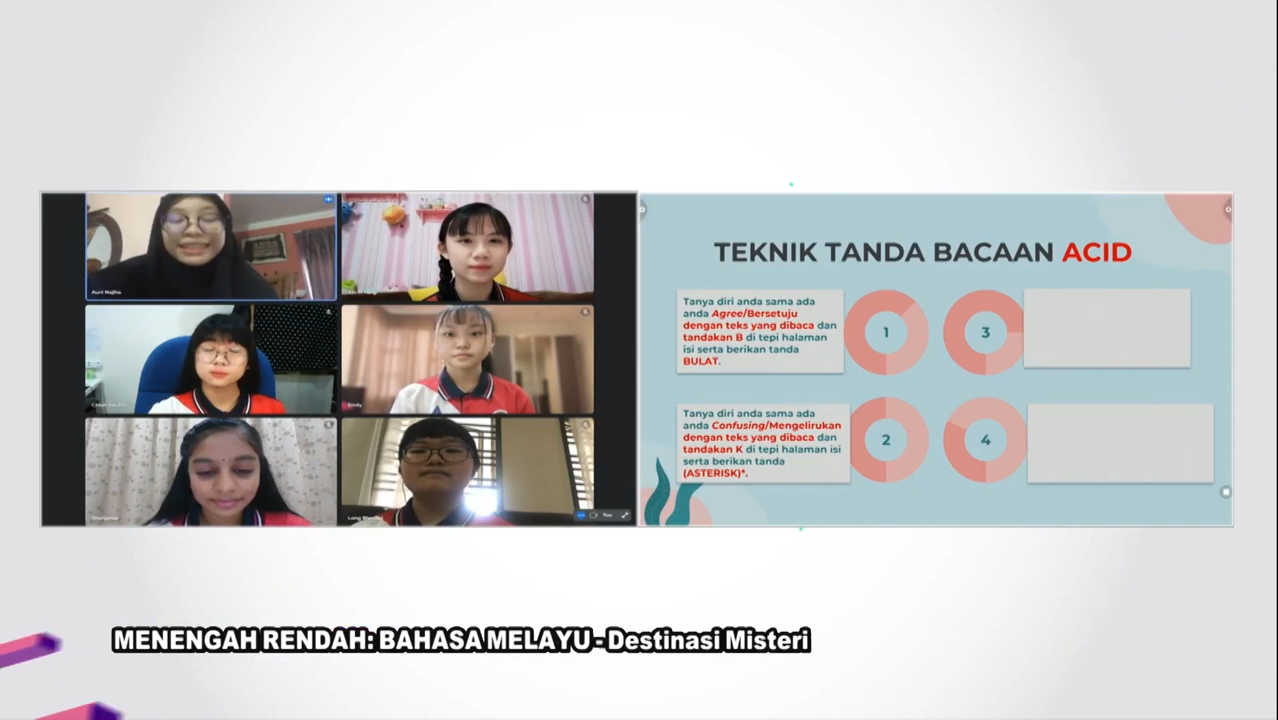 TEKNIK TANDA BACAAN ACID
Tanya diri anda sama ada
anda Agree/Bersetuju
dengan teks yang dibaca dan
tandakan B di tepi halaman
isi serta berikan tanda
BULAT.
1
3
Tanya diri anda sama ada
anda Confusing/Mengelirukan
dengan teks yang dibaca dan
tandakan K di tepi halaman isi
serta berikan tanda
(ASTERISK)*.
2
4
Emily
MENENGAH RENDAH: BAHASA MELAYU - Destinasi Misteri